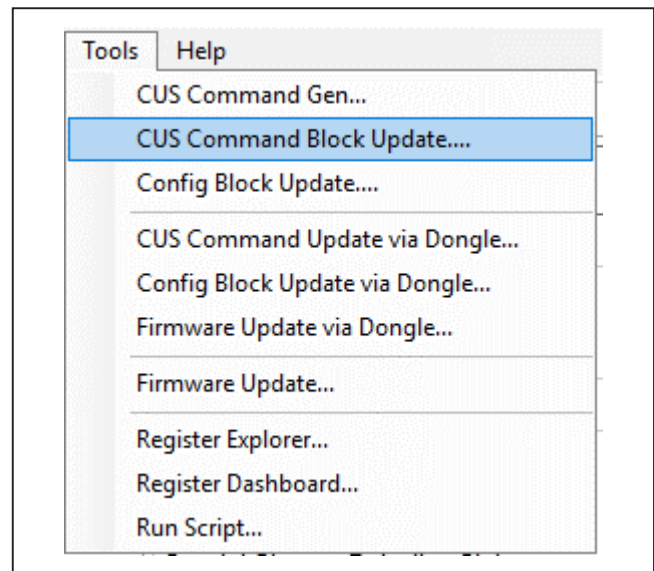 Tools Help
CUS Command Gen...
CUS Command Block Update....
Config Block Update....
CUS Command Update via Dongle...
Config Block Update via Dongle...
Firmware Update via Dongle...
Firmware Update...
Register Explorer...
Register Dashboard...
Run Script...